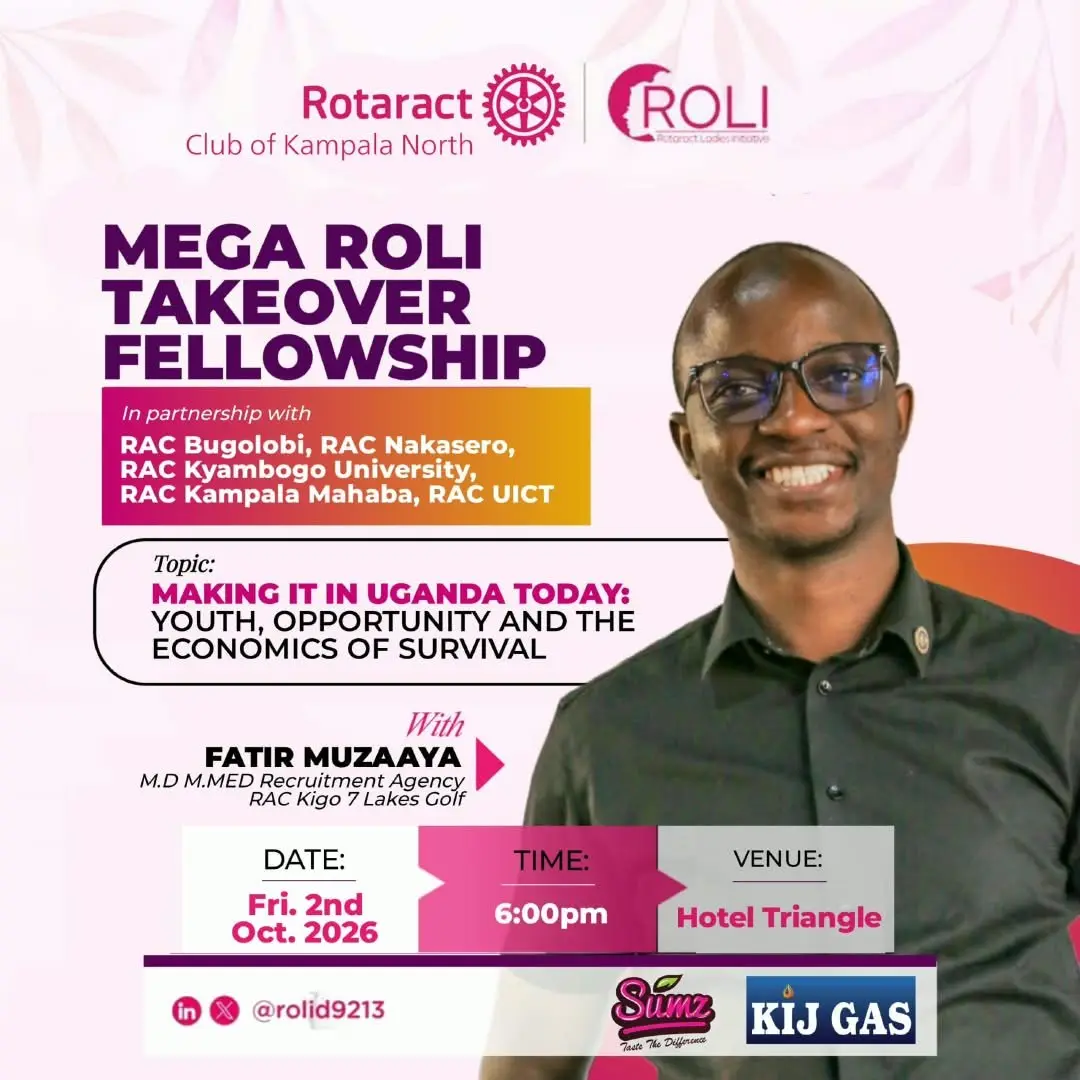 Rotaract
Club of Kampala North
ROLI
Rotaract Ladies Initiative
MEGA ROLI
TAKEOVER
FELLOWSHIP
In partnership with
RAC Bugolobi, RAC Nakasero,
RAC Kyambogo University,
RAC Kampala Mahaba, RAC UICT
Topic:
MAKING IT IN UGANDA TODAY:
YOUTH, OPPORTUNITY AND THE
ECONOMICS OF SURVIVAL
With
FATIR MUZAAYA
M.D M.MED Recruitment Agency
RAC Kigo 7 Lakes Golf
DATE:
Fri. 2nd
Oct. 2026
TIME:
6:00pm
VENUE:
Hotel Triangle
in X @rolid9213
Sumz
Taste The Difference
KIJ GAS